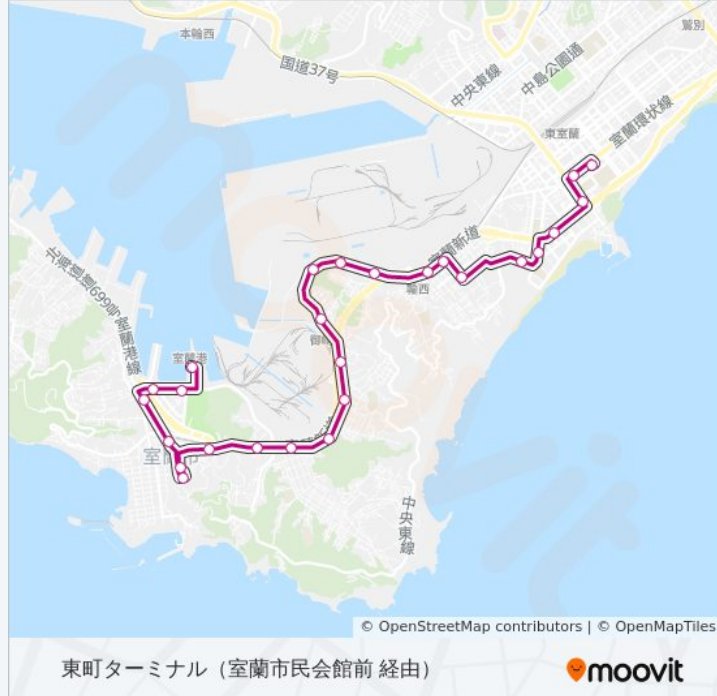 本輪西
鷲別
国道37号
中島公園通
中央東線
東室蘭
室蘭環状線
室蘭新道
輪西
北海道道699号室蘭港線
室蘭港
室蘭市
中央東線
© OpenStreetMap contributors | © OpenMapTiles
東町ターミナル（室蘭市民会館前 経由）
moovit